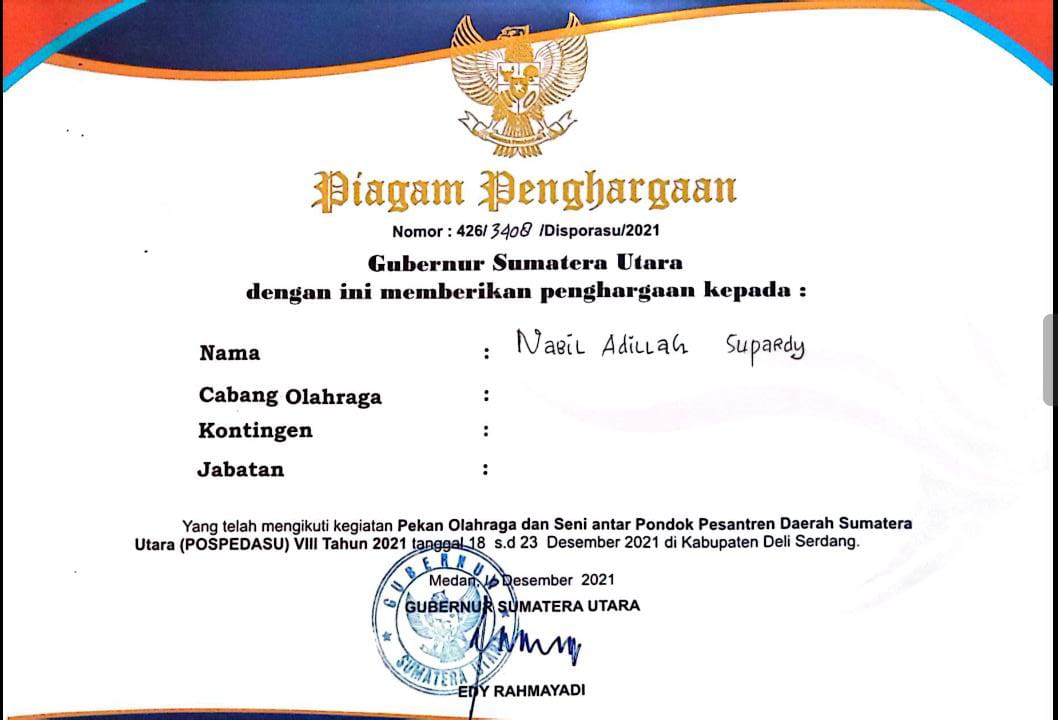 Piagam Penghargaan
Nomor : 426/ 3408 /Disporasu/2021
Gubernur Sumatera Utara
dengan ini memberikan penghargaan kepada :
Nama : Nabil Adillah Supardy
Cabang Olahraga :
Kontingen :
Jabatan :
Yang telah mengikuti kegiatan Pekan Olahraga dan Seni antar Pondok Pesantren Daerah Sumatera
Utara (POSPEDASU) VIII Tahun 2021 tanggal 18 s.d 23 Desember 2021 di Kabupaten Deli Serdang.
Medan, 16 Desember 2021
GUBERNUR SUMATERA UTARA
GUBERNUR
SUMATERA UTARA
EDY RAHMAYADI